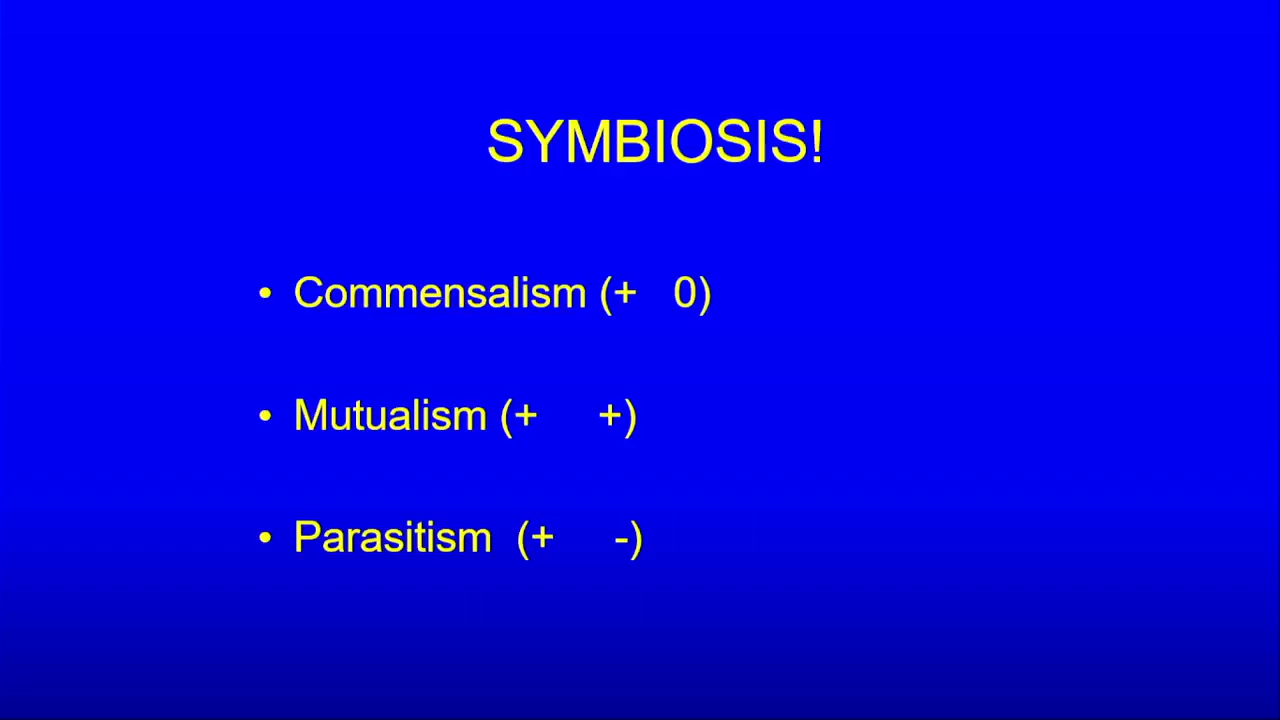 SYMBIOSIS!
• Commensalism (+   0)
• Mutualism (+     +)
• Parasitism  (+     -)